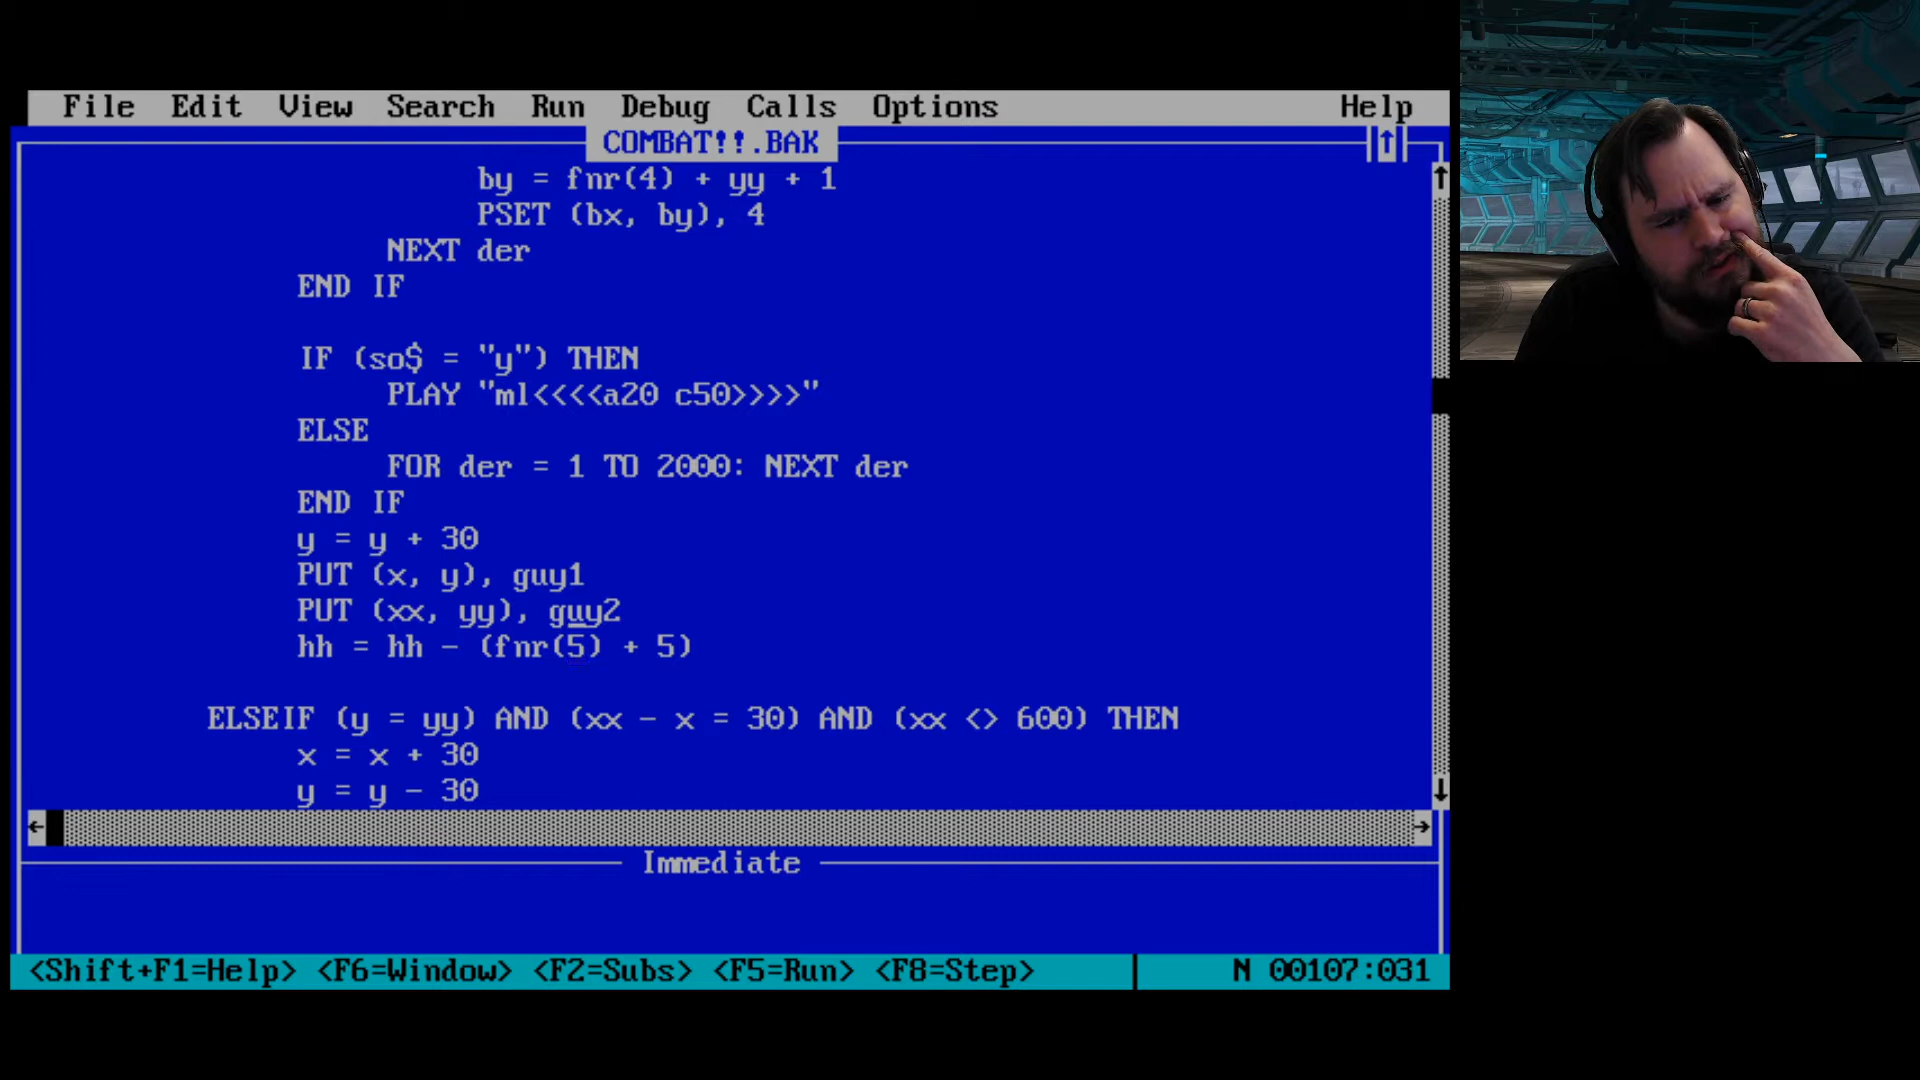 File Edit View Search Run Debug Calls Options Help
COMBAT!!.BAK
by = fnr(4) + yy + 1
PSET (bx, by), 4
NEXT der
END IF
IF (so$ = "y") THEN
PLAY "ml<<<<a20 c50>>>>"
ELSE
FOR der = 1 TO 2000: NEXT der
END IF
y = y + 30
PUT (x, y), guy1
PUT (xx, yy), guy2
hh = hh - (fnr(5) + 5)
ELSEIF (y = yy) AND (xx - x = 30) AND (xx <> 600) THEN
x = x + 30
y = y - 30
Immediate
<Shift+F1=Help> <F6=Window> <F2=Subs> <F5=Run> <F8=Step> N 00107:031